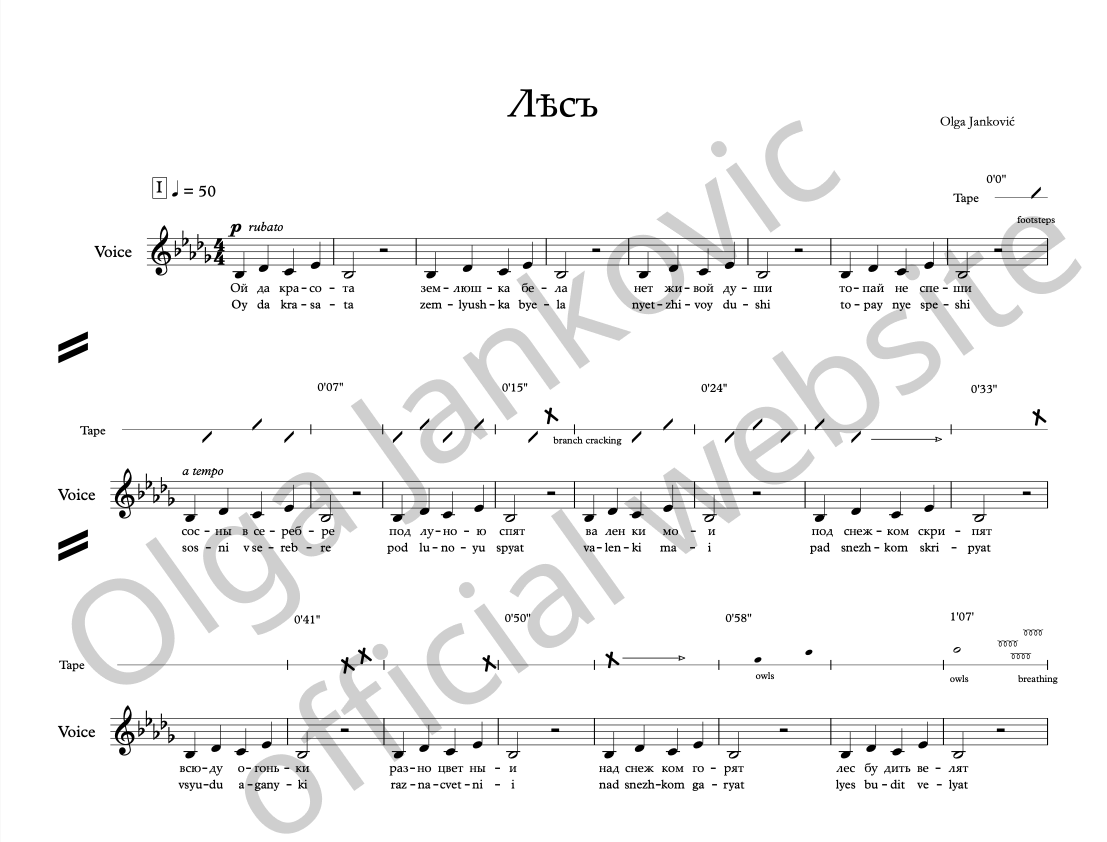 Лѣсъ
Olga Janković
I ♩ = 50
0'0"
Tape
footsteps
p rubato
Voice
Ой да кра – со – та зем – люш – ка бе – ла нет жи – вой ду – ши то – пай не спе – ши
Oy da kra – sa – ta zem – lyush – ka bye – la nyet – zhi – voy du – shi to – pay nye spe – shi
0'07" 0'15" 0'24" 0'33"
Tape
branch cracking
a tempo
Voice
сос – ны в се – реб – ре под лу – но – ю спят ва лен ки мо – и под снеж – ком скри – пят
sos – ni v se – reb – re pod lu – no – yu spyat va – len – ki ma – i pad snezh – kom skri – pyat
0'41" 0'50" 0'58" 1'07'
Tape
owls owls breathing
Voice
всю – ду о – гонь – ки раз – но цвет ны – и над снеж ком го – рят лес бу дить ве – лят
vsyu – du a – gany – ki raz – na – cvet – ni – i nad snezh – kom ga – ryat lyes bu – dit ve – lyat
Olga Jankovic
official website